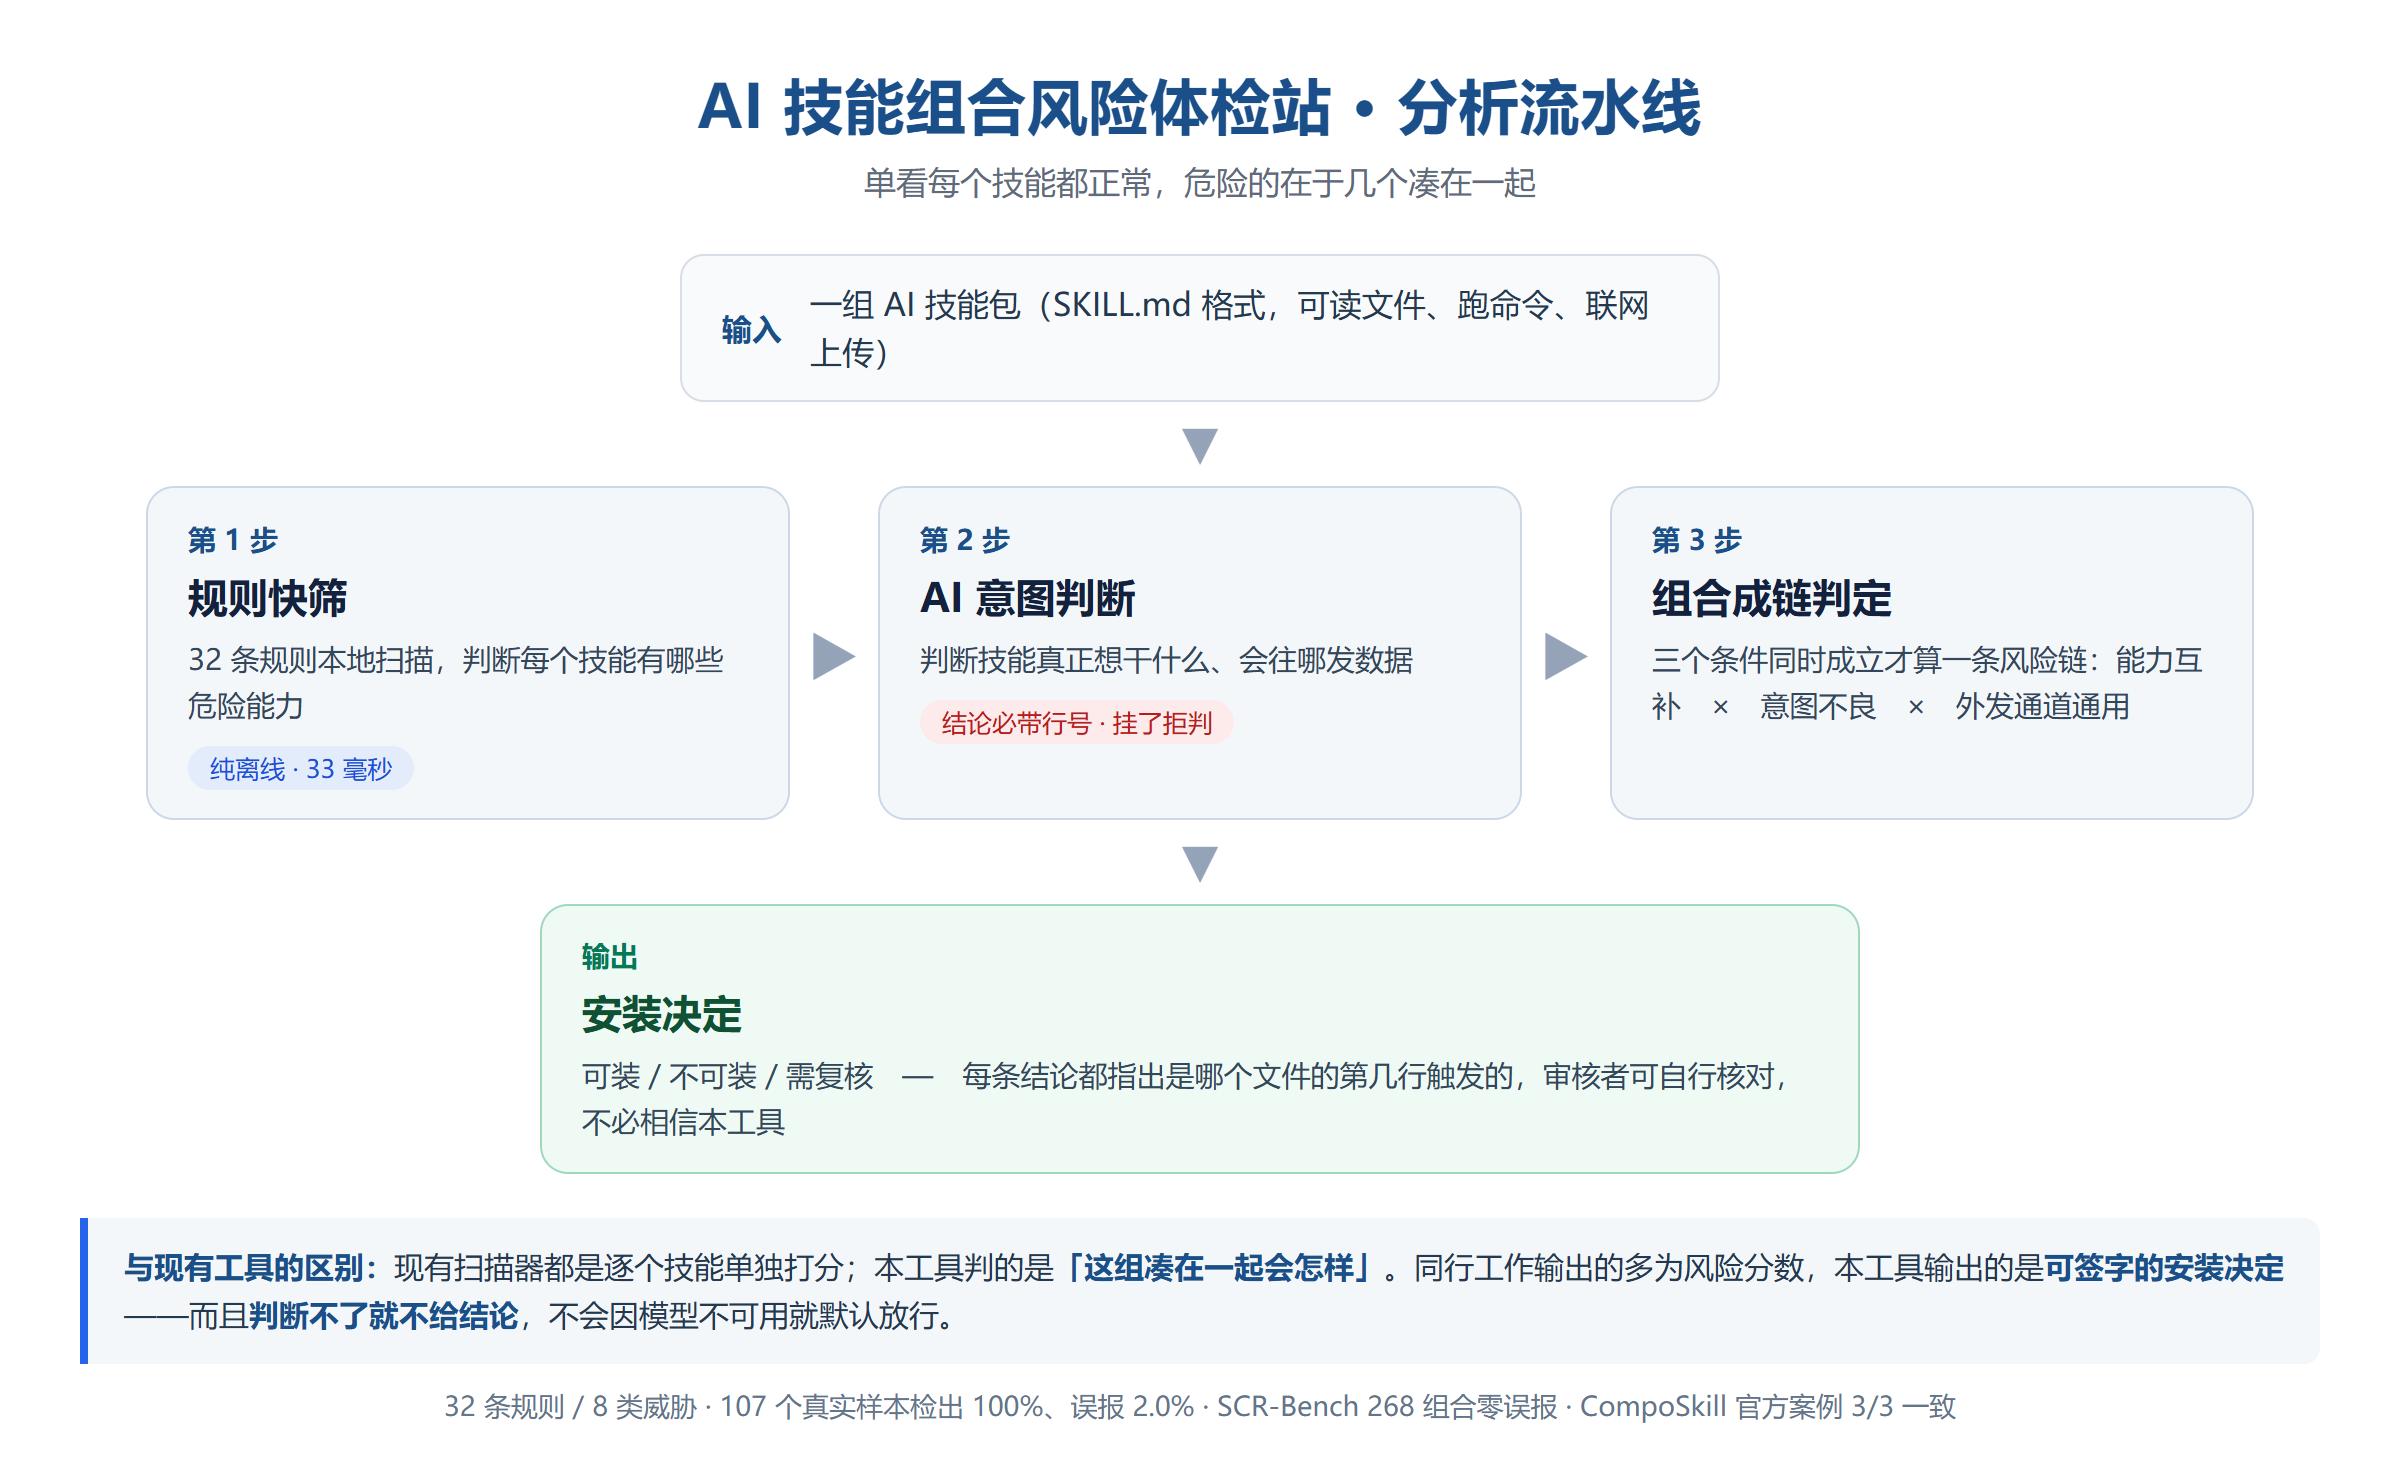 AI 技能组合风险体检站 · 分析流水线
单看每个技能都正常，危险的在于几个凑在一起
输入
一组 AI 技能包（SKILL.md 格式，可读文件、跑命令、联网
上传）
第 1 步
规则快筛
32 条规则本地扫描，判断每个技能有哪些
危险能力
纯离线 · 33 毫秒
第 2 步
AI 意图判断
判断技能真正想干什么、会往哪发数据
结论必带行号 · 挂了拒判
第 3 步
组合成链判定
三个条件同时成立才算一条风险链：能力互
补 × 意图不良 × 外发通道通用
输出
安装决定
可装 / 不可装 / 需复核 — 每条结论都指出是哪个文件的第几行触发的，审核者可自行核对，
不必相信本工具
与现有工具的区别：现有扫描器都是逐个技能单独打分；本工具判的是「这组凑在一起会怎样」。同行工作输出的多为风险分数，本工具输出的是可签字的安装决定
——而且判断不了就不给结论，不会因模型不可用就默认放行。
32 条规则 / 8 类威胁 · 107 个真实样本检出 100%、误报 2.0% · SCR-Bench 268 组合零误报 · CompoSkill 官方案例 3/3 一致